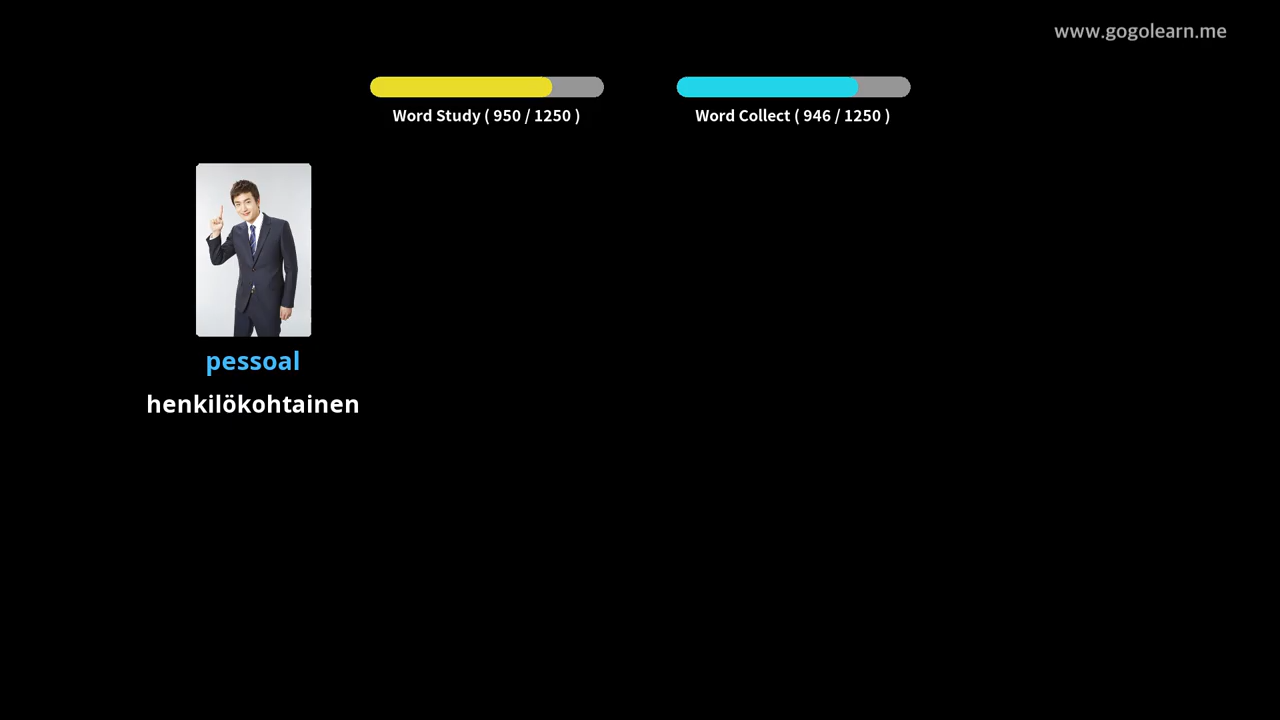 www.gogolearn.me
Word Study ( 950 / 1250 )
Word Collect ( 946 / 1250 )
pessoal
henkilökohtainen